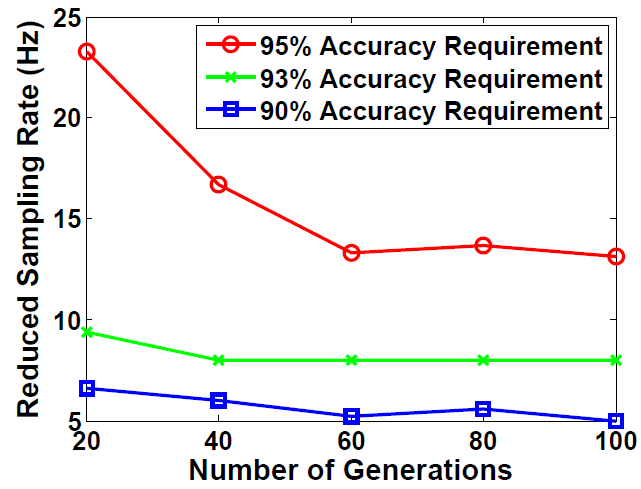 25
20
15
10
5
Reduced Sampling Rate (Hz)
95% Accuracy Requirement
93% Accuracy Requirement
90% Accuracy Requirement
20 40 60 80 100
Number of Generations